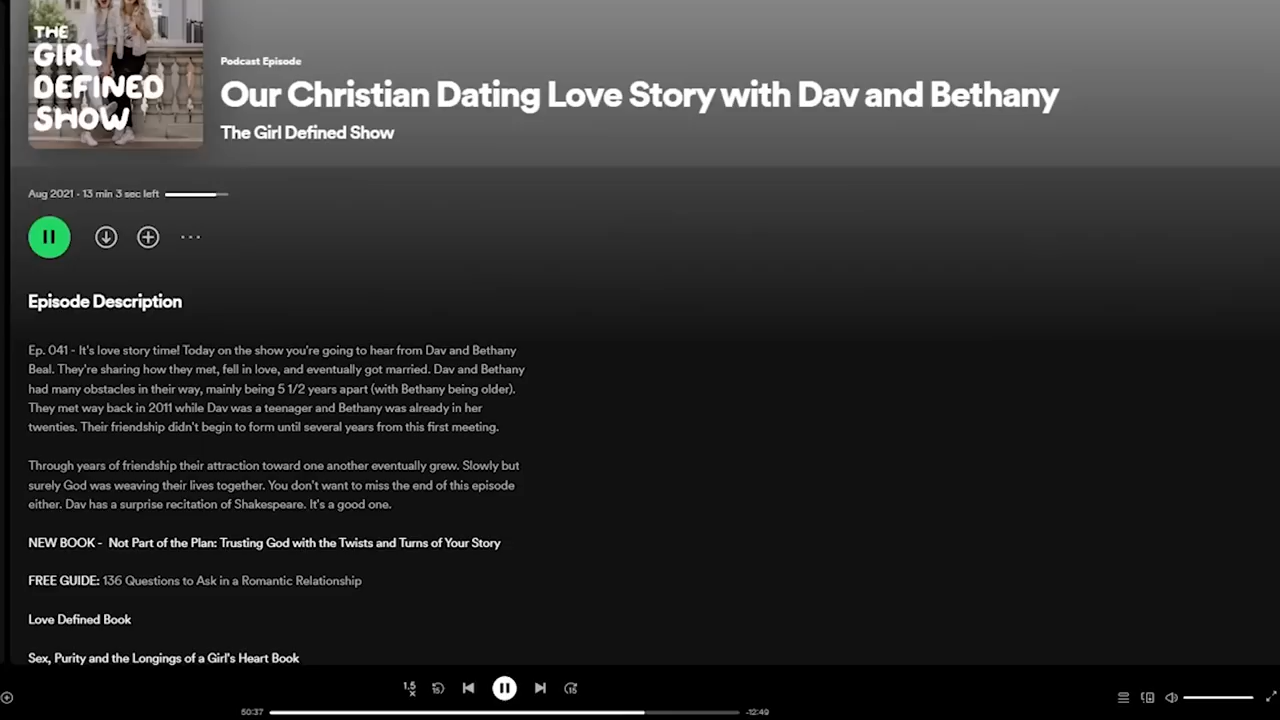 THE
GIRL
DEFINED
SHOW
Podcast Episode
Our Christian Dating Love Story with Dav and Bethany
The Girl Defined Show
Aug 2021 · 13 min 3 sec left
Episode Description
Ep. 041 - It's love story time! Today on the show you're going to hear from Dav and Bethany
Beal. They're sharing how they met, fell in love, and eventually got married. Dav and Bethany
had many obstacles in their way, mainly being 5 1/2 years apart (with Bethany being older).
They met way back in 2011 while Dav was a teenager and Bethany was already in her
twenties. Their friendship didn't begin to form until several years from this first meeting.
Through years of friendship their attraction toward one another eventually grew. Slowly but
surely God was weaving their lives together. You don't want to miss the end of this episode
either. Dav has a surprise recitation of Shakespeare. It's a good one.
NEW BOOK - Not Part of the Plan: Trusting God with the Twists and Turns of Your Story
FREE GUIDE: 136 Questions to Ask in a Romantic Relationship
Love Defined Book
Sex, Purity and the Longings of a Girl's Heart Book
1.5
x
15
15
50:37
-12:49